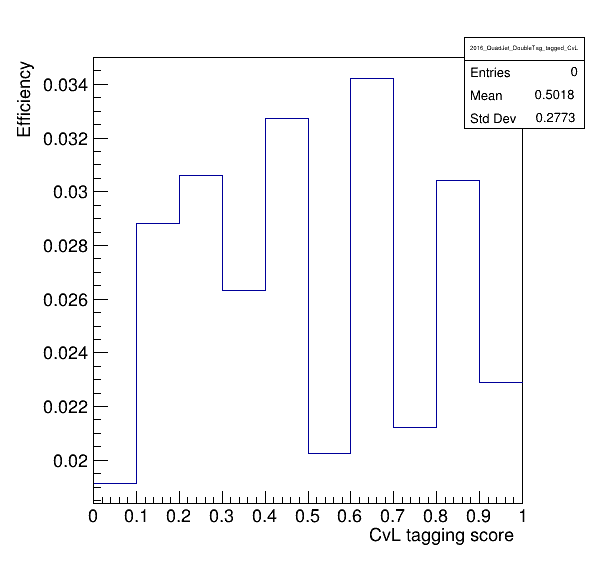 2016_QuadJet_DoubleTag_tagged_CvL
Entries 0
Mean 0.5018
Std Dev 0.2773
Efficiency
0.034
0.032
0.03
0.028
0.026
0.024
0.022
0.02
0 0.1 0.2 0.3 0.4 0.5 0.6 0.7 0.8 0.9 1
CvL tagging score